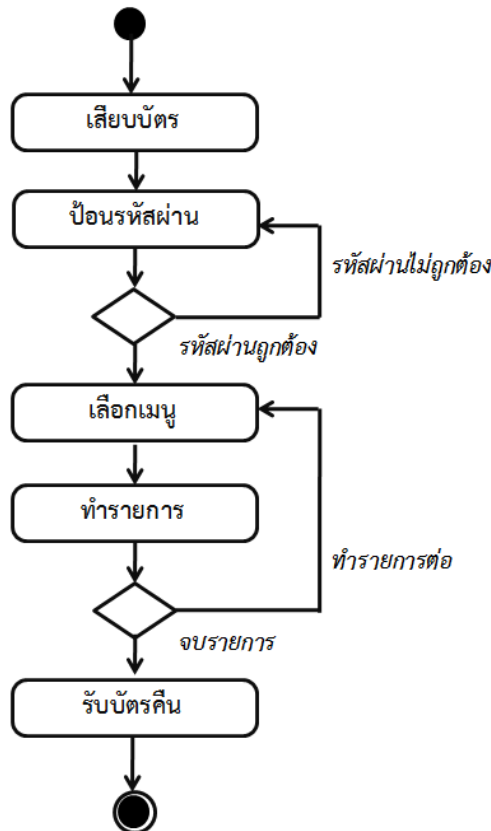 เสียบบัตร
ป้อนรหัสผ่าน
รหัสผ่านไม่ถูกต้อง
รหัสผ่านถูกต้อง
เลือกเมนู
ทำรายการ
ทำรายการต่อ
จบรายการ
รับบัตรคืน